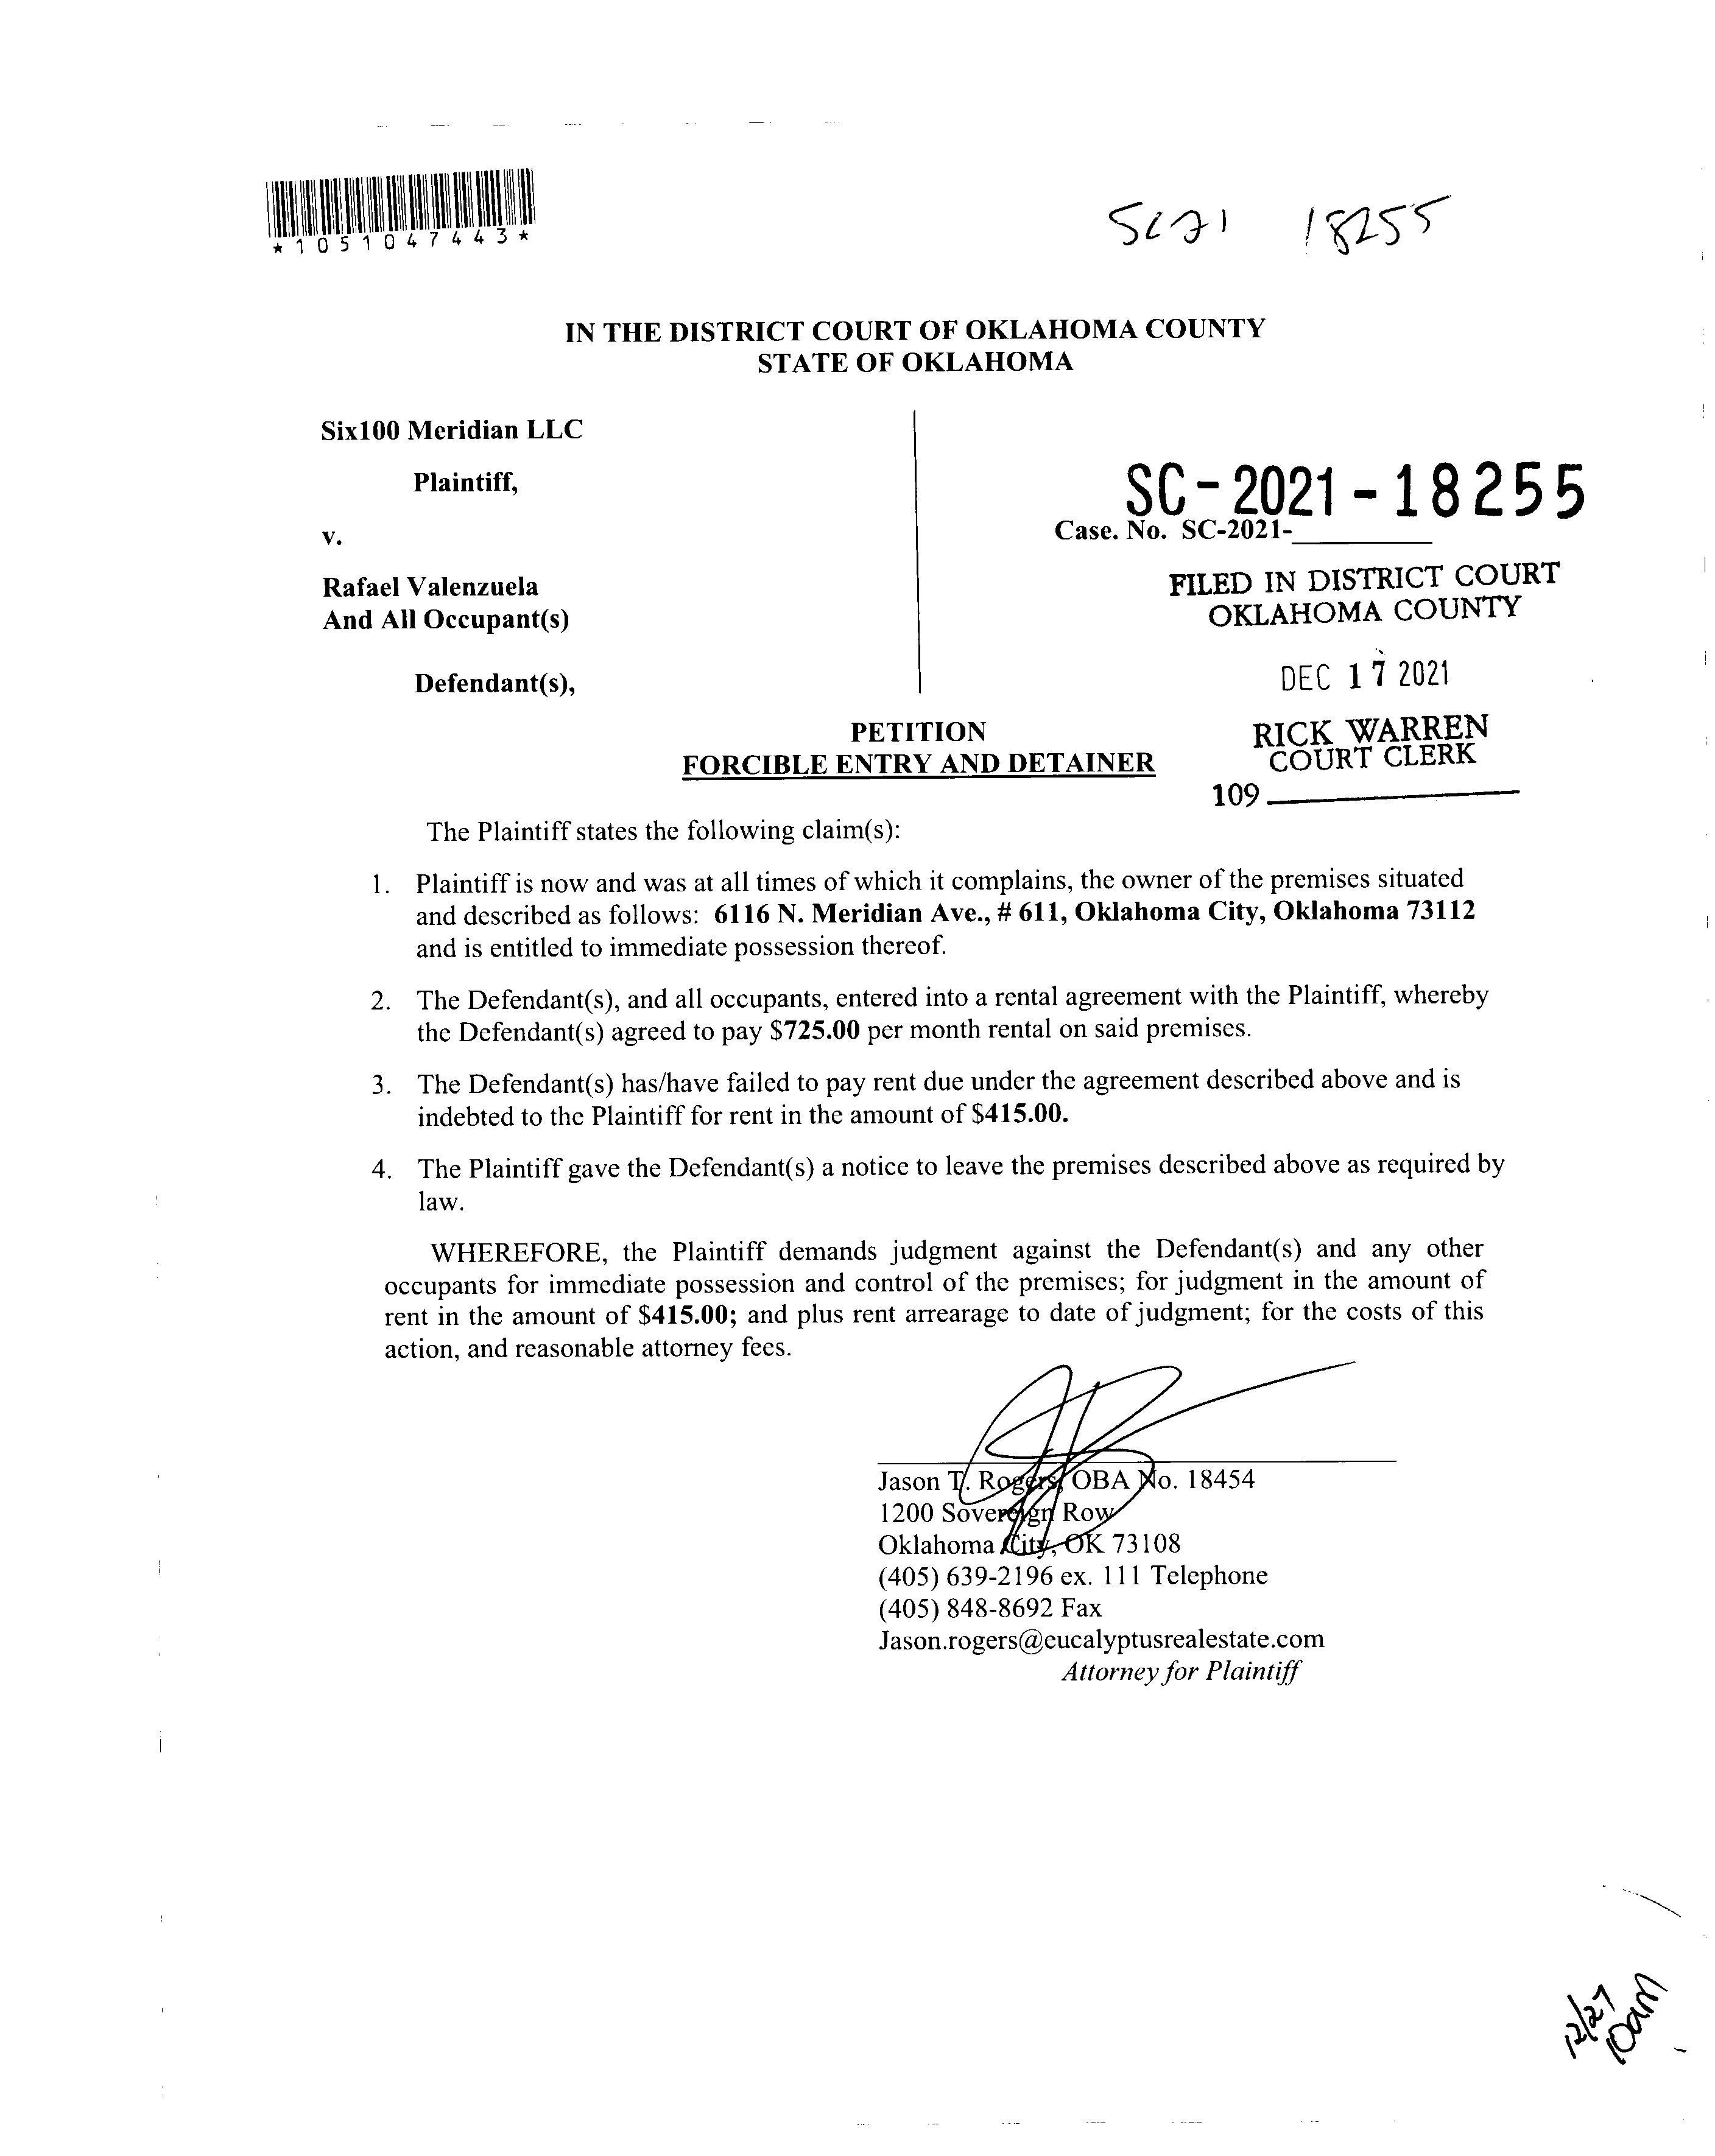 *1051047443*
SC21 18255
IN THE DISTRICT COURT OF OKLAHOMA COUNTY
STATE OF OKLAHOMA
Six100 Meridian LLC
Plaintiff,
v.
Rafael Valenzuela
And All Occupant(s)
Defendant(s),
SC-2021-18255
Case. No. SC-2021-
FILED IN DISTRICT COURT
OKLAHOMA COUNTY
DEC 17 2021
RICK WARREN
COURT CLERK
109
PETITION
FORCIBLE ENTRY AND DETAINER
The Plaintiff states the following claim(s):
1. Plaintiff is now and was at all times of which it complains, the owner of the premises situated
and described as follows: 6116 N. Meridian Ave., # 611, Oklahoma City, Oklahoma 73112
and is entitled to immediate possession thereof.
2. The Defendant(s), and all occupants, entered into a rental agreement with the Plaintiff, whereby
the Defendant(s) agreed to pay $725.00 per month rental on said premises.
3. The Defendant(s) has/have failed to pay rent due under the agreement described above and is
indebted to the Plaintiff for rent in the amount of $415.00.
4. The Plaintiff gave the Defendant(s) a notice to leave the premises described above as required by
law.
WHEREFORE, the Plaintiff demands judgment against the Defendant(s) and any other
occupants for immediate possession and control of the premises; for judgment in the amount of
rent in the amount of $415.00; and plus rent arrearage to date of judgment; for the costs of this
action, and reasonable attorney fees.
Jason T. Rogers, OBA No. 18454
1200 Sovereign Row
Oklahoma City, OK 73108
(405) 639-2196 ex. 111 Telephone
(405) 848-8692 Fax
Jason.rogers@eucalyptusrealestate.com
Attorney for Plaintiff
12/27
10am